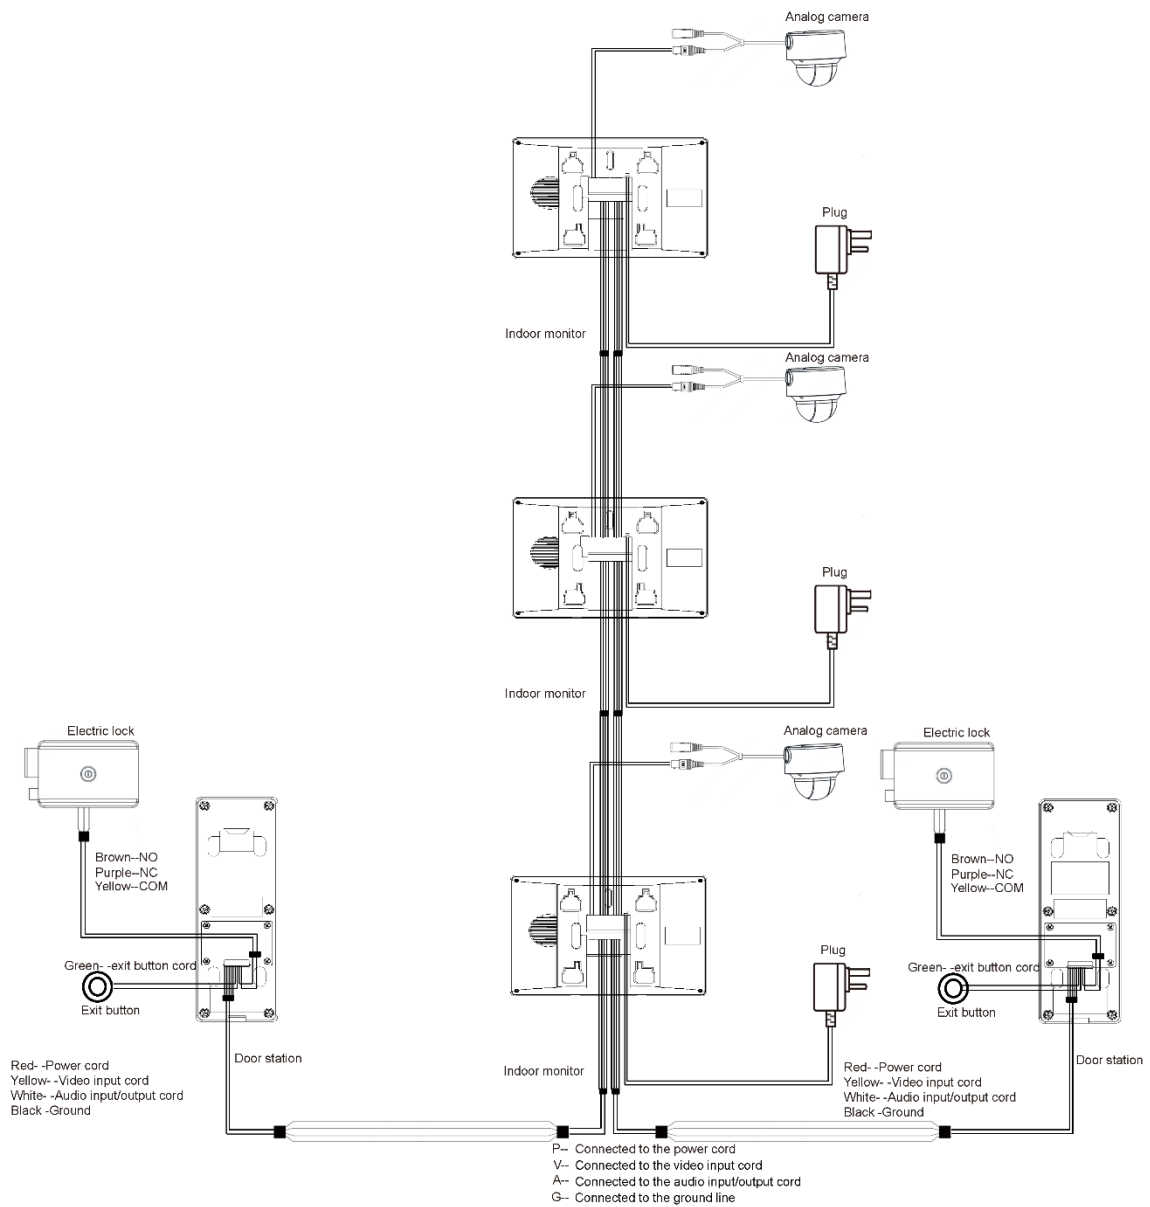 Analog camera
Plug
Indoor monitor
Analog camera
Plug
Indoor monitor
Electric lock
Analog camera
Electric lock
Brown--NO
Purple--NC
Yellow--COM
Brown--NO
Purple--NC
Yellow--COM
Plug
Green- -exit button cord
Exit button
Green- -exit button cord
Exit button
Door station
Indoor monitor
Door station
Red- -Power cord
Yellow- -Video input cord
White- -Audio input/output cord
Black -Ground
Red- -Power cord
Yellow- -Video input cord
White- -Audio input/output cord
Black -Ground
P-- Connected to the power cord
V-- Connected to the video input cord
A-- Connected to the audio input/output cord
G-- Connected to the ground line